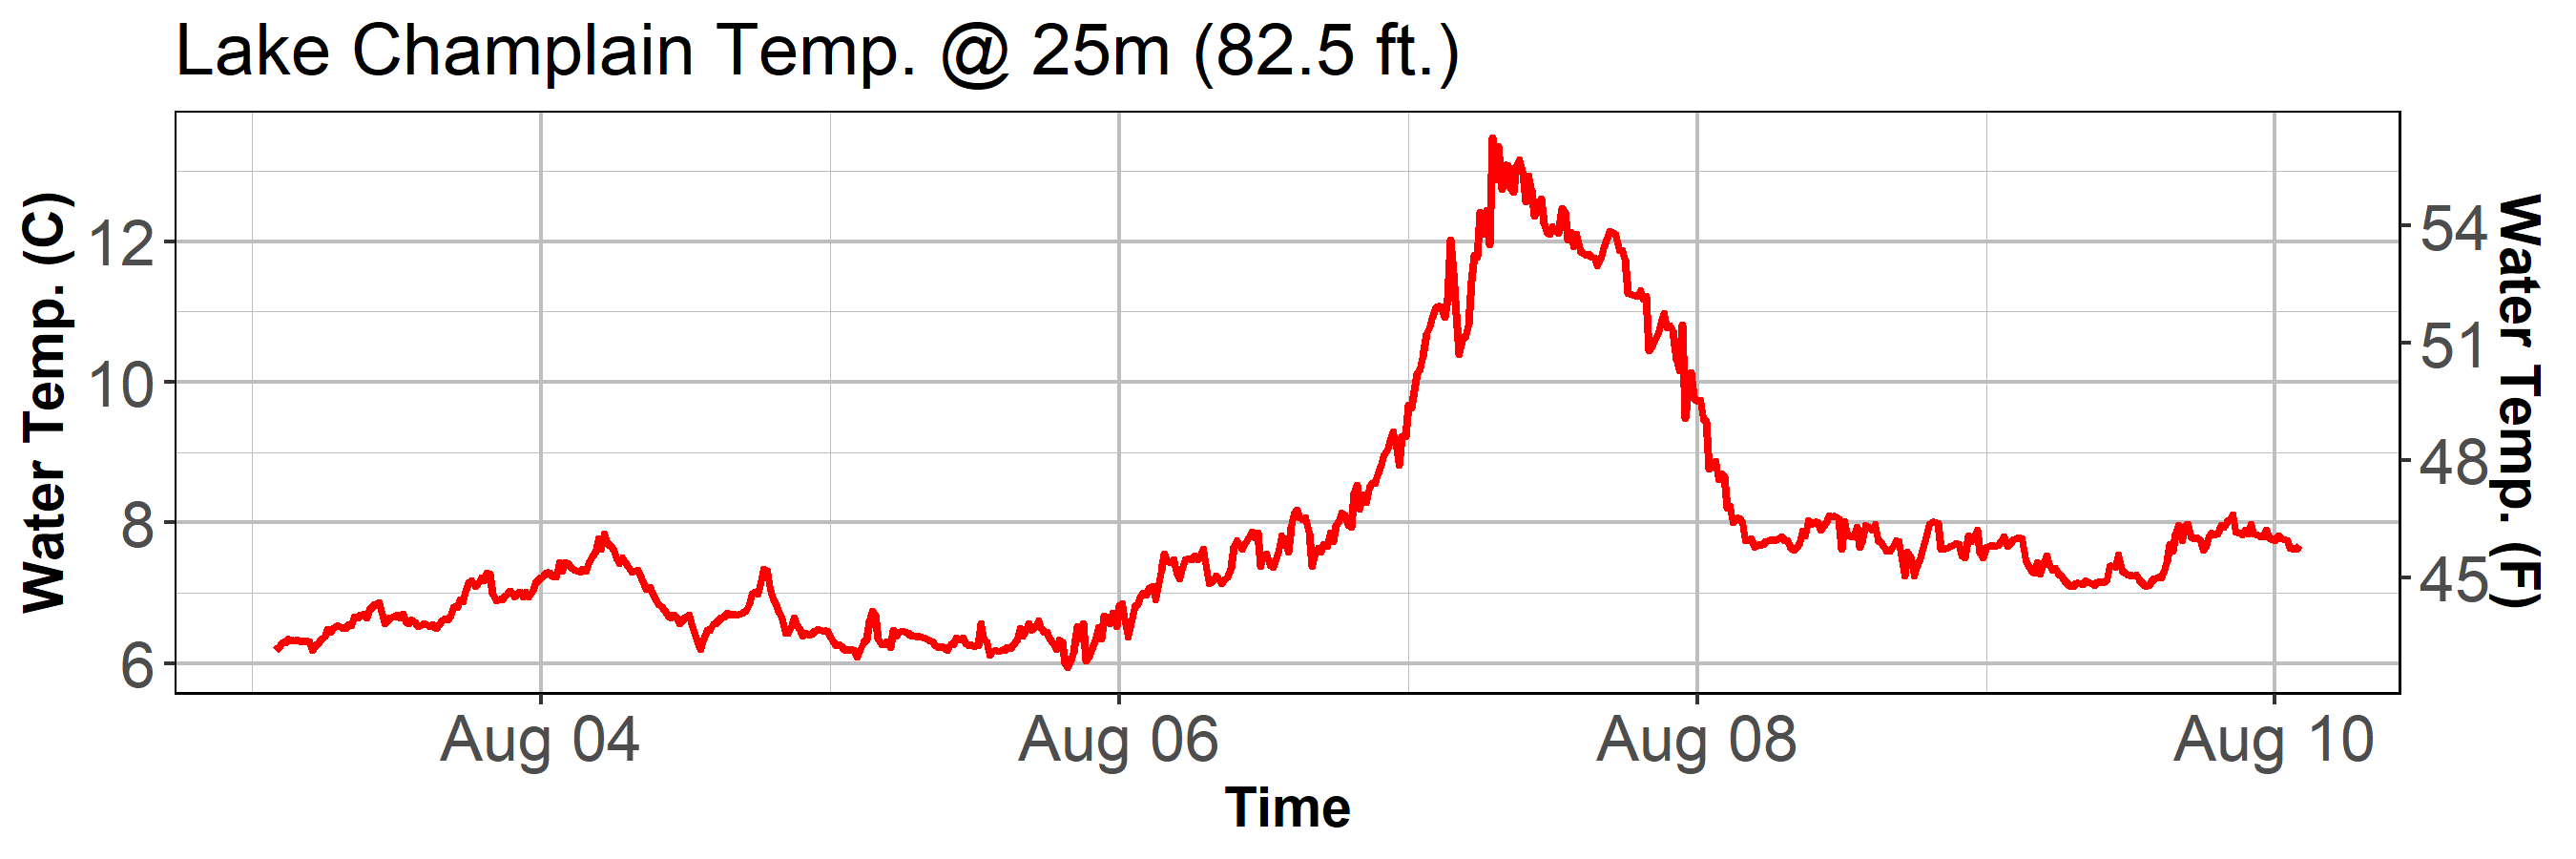 Lake Champlain Temp. @ 25m (82.5 ft.)
Water Temp. (C)
12
10
8
6
54
51
48
45
Water Temp. (F)
Aug 04
Aug 06
Aug 08
Aug 10
Time